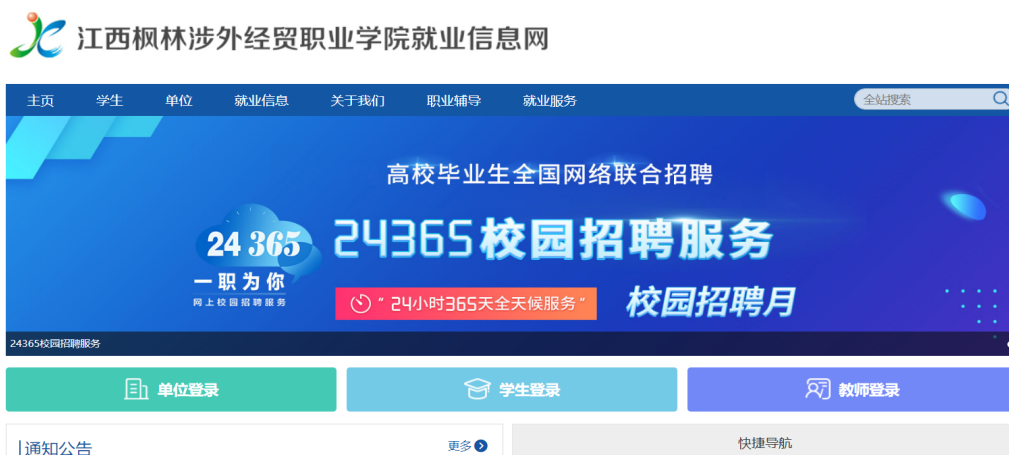 江西枫林涉外经贸职业学院就业信息网
主页 学生 单位 就业信息 关于我们 职业辅导 就业服务 全站搜索
高校毕业生全国网络联合招聘
24 365
24365校园招聘服务
一职为你
网上校园招聘服务
“24小时365天全天候服务”
校园招聘月
24365校园招聘服务
单位登录 学生登录 教师登录
通知公告 更多
快捷导航